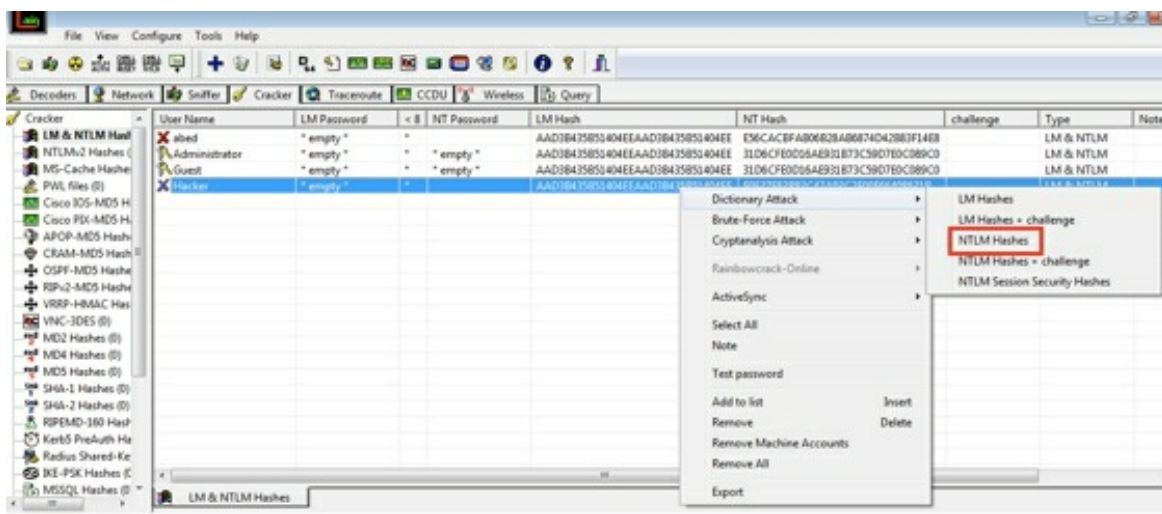 File View Configure Tools Help
Decoders Network Sniffer Cracker Traceroute CCDU Wireless Query
Cracker
LM & NTLM Hash
NTLMv2 Hashes (
MS-Cache Hashe
PWL files (0)
Cisco IOS-MD5 H
Cisco PIX-MD5 H
APOP-MD5 Hash
CRAM-MD5 Hash
OSPF-MD5 Hashe
RIPv2-MD5 Hashe
VRRP-HMAC Has
VNC-3DES (0)
MD2 Hashes (0)
MD4 Hashes (0)
MD5 Hashes (0)
SHA-1 Hashes (0)
SHA-2 Hashes (0)
RIPEMD-160 Hash
Kerb5 PreAuth Ha
Radius Shared-Ke
IKE-PSK Hashes (
MSSQL Hashes (0
User Name LM Password < 8 NT Password LM Hash NT Hash challenge Type Note
abed * empty * * AAD3B435B51404EEAAD3B435B51404EE LM & NTLM
Administrator * empty * * * empty * AAD3B435B51404EEAAD3B435B51404EE 31D6CFE0D16AE931B73C59D7E0C089C0 LM & NTLM
Guest * empty * * * empty * AAD3B435B51404EEAAD3B435B51404EE 31D6CFE0D16AE931B73C59D7E0C089C0 LM & NTLM
Hacker * empty * * LM & NTLM
Dictionary Attack
Brute-Force Attack
Cryptanalysis Attack
Rainbowcrack-Online
ActiveSync
Select All
Note
Test password
Add to list Insert
Remove Delete
Remove Machine Accounts
Remove All
Export
LM Hashes
LM Hashes + challenge
NTLM Hashes
NTLM Hashes + challenge
NTLM Session Security Hashes
LM & NTLM Hashes